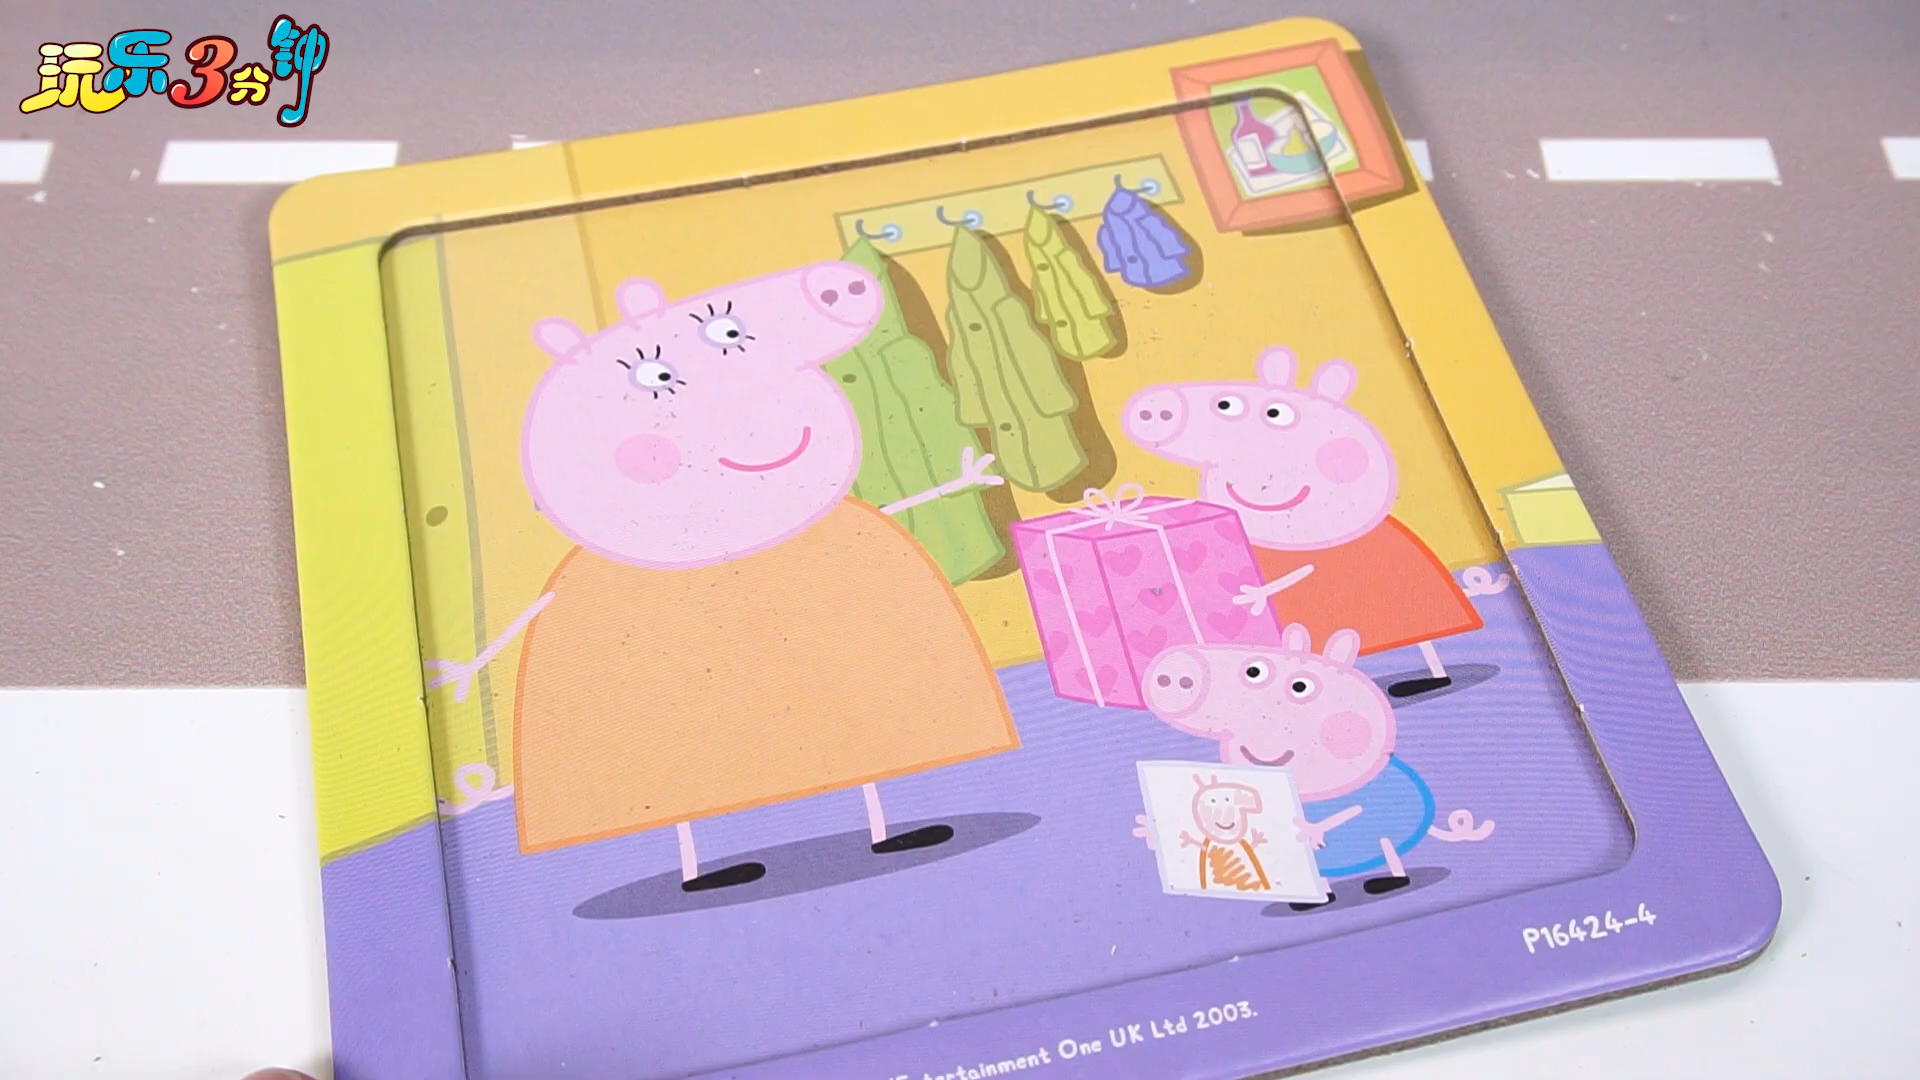 玩乐3分钟
P16424-4
Entertainment One UK Ltd 2003.